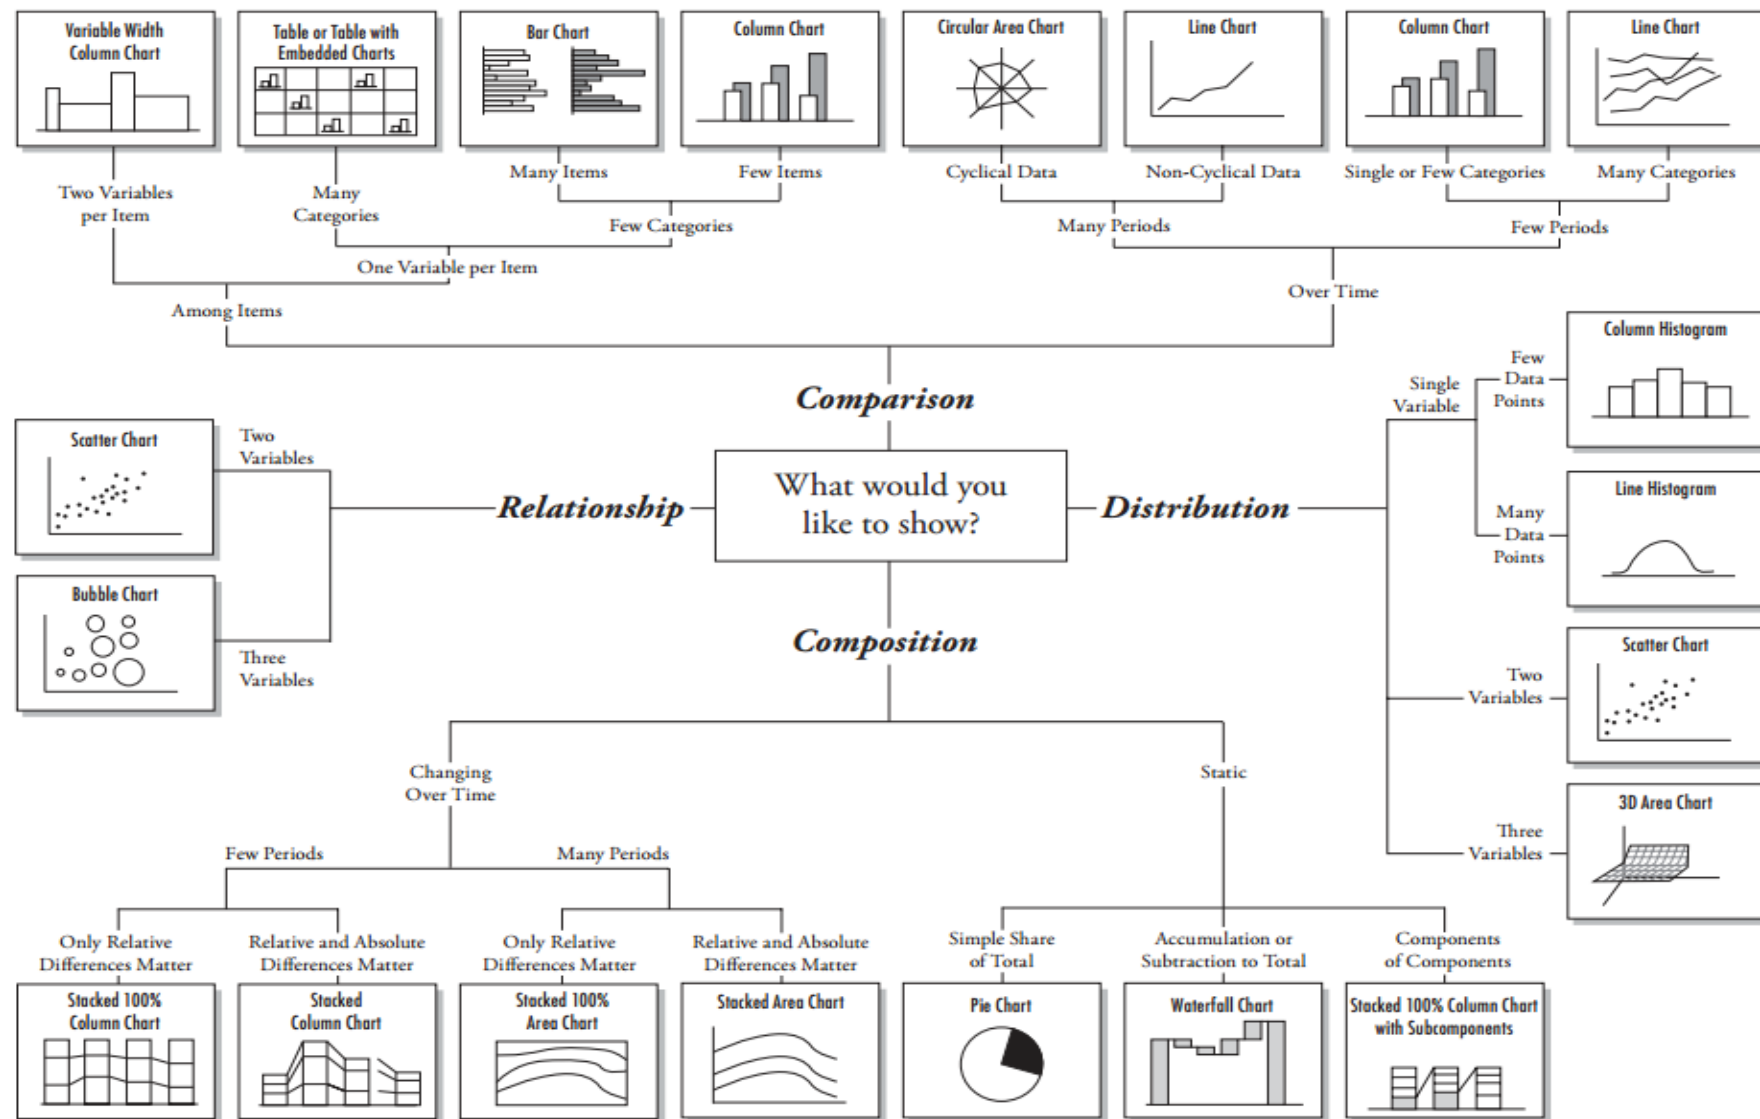 Variable Width
Column Chart
Table or Table with
Embedded Charts
Bar Chart
Column Chart
Circular Area Chart
Line Chart
Column Chart
Line Chart
Two Variables
per Item
Many
Categories
Many Items
Few Items
Cyclical Data
Non-Cyclical Data
Single or Few Categories
Many Categories
Few Categories
Many Periods
Few Periods
One Variable per Item
Among Items
Over Time
Comparison
Relationship
What would you
like to show?
Distribution
Composition
Two
Variables
Scatter Chart
Three
Variables
Bubble Chart
Single
Variable
Few
Data
Points
Column Histogram
Many
Data
Points
Line Histogram
Two
Variables
Scatter Chart
Three
Variables
3D Area Chart
Changing
Over Time
Static
Few Periods
Many Periods
Only Relative
Differences Matter
Relative and Absolute
Differences Matter
Only Relative
Differences Matter
Relative and Absolute
Differences Matter
Simple Share
of Total
Accumulation or
Subtraction to Total
Components
of Components
Stacked 100%
Column Chart
Stacked
Column Chart
Stacked 100%
Area Chart
Stacked Area Chart
Pie Chart
Waterfall Chart
Stacked 100% Column Chart
with Subcomponents